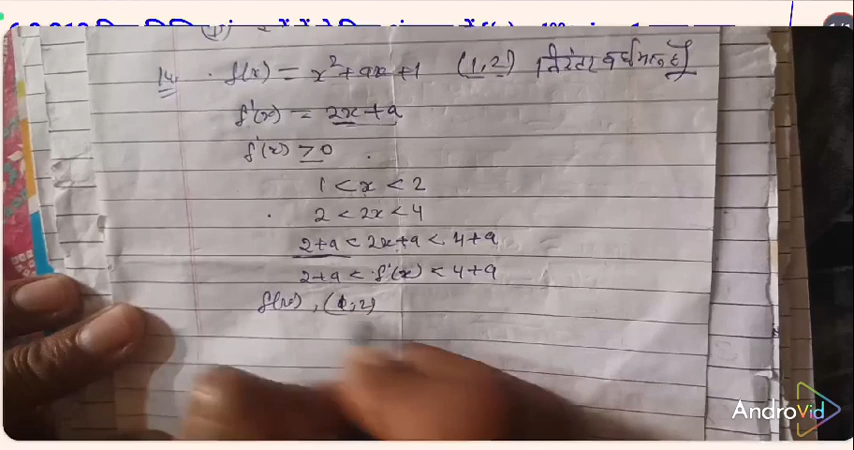 14. f(x) = x²+ax+1 (1,2) निरंतर वर्धमान है
f'(x) = 2x+a
f'(x) ≥ 0
1 < x < 2
2 < 2x < 4
2+a < 2x+a < 4+a
2+a < f'(x) < 4+a
f(x), (1,2)
AndroVid